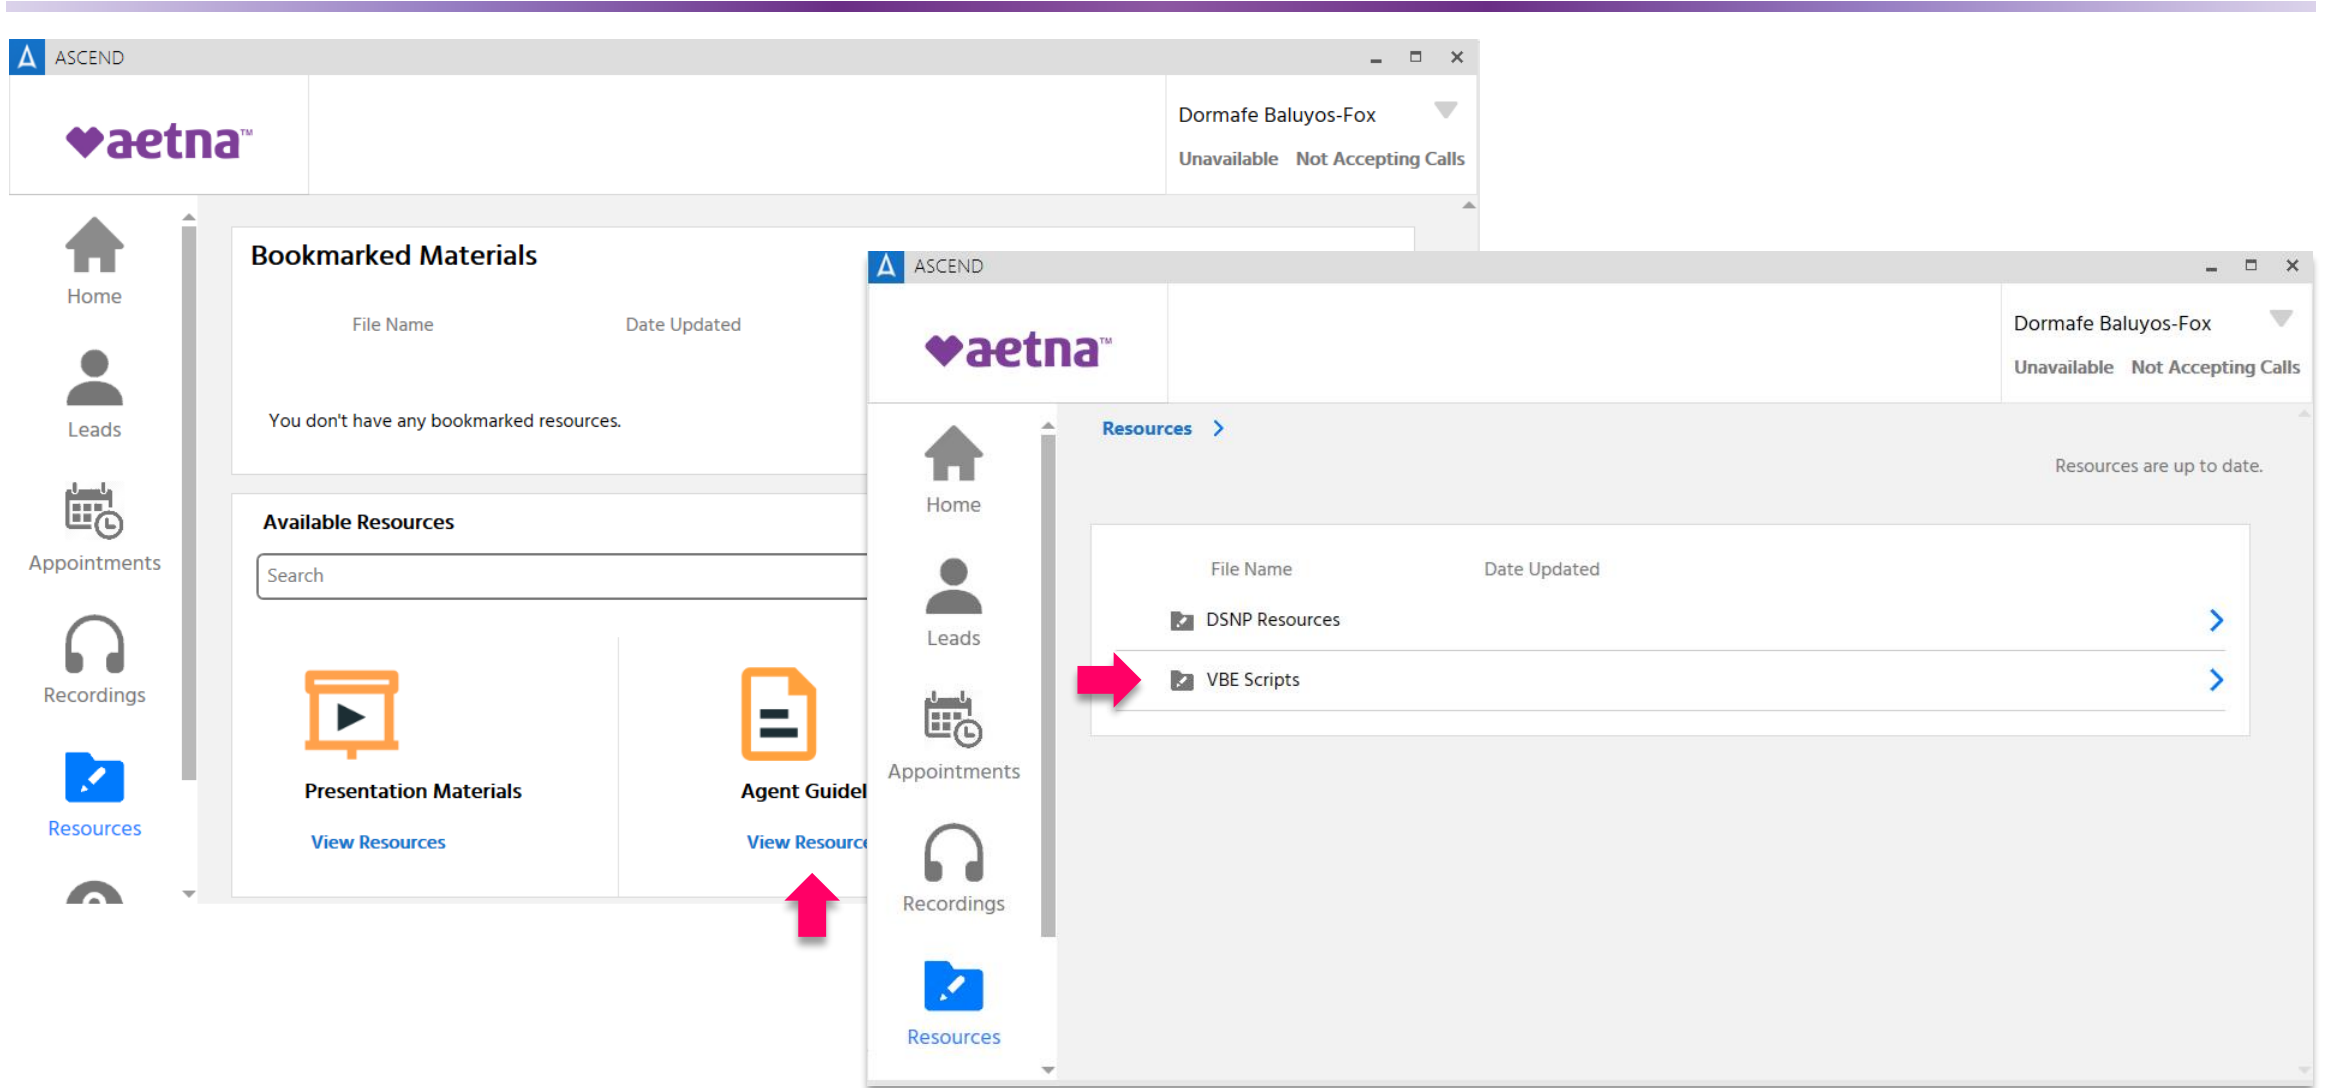 ASCEND
aetna™
Dormafe Baluyos-Fox
Unavailable Not Accepting Calls
Home
Leads
Appointments
Recordings
Resources
Bookmarked Materials
File Name Date Updated
You don't have any bookmarked resources.
Available Resources
Search
Presentation Materials
View Resources
Agent Guidel
View Resource
ASCEND
aetna™
Dormafe Baluyos-Fox
Unavailable Not Accepting Calls
Home
Leads
Appointments
Recordings
Resources
Resources >
Resources are up to date.
File Name Date Updated
DSNP Resources
VBE Scripts